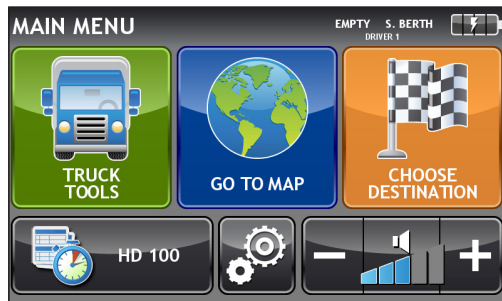 MAIN MENU
EMPTY S. BERTH
DRIVER 1
TRUCK
TOOLS
GO TO MAP
CHOOSE
DESTINATION
HD 100